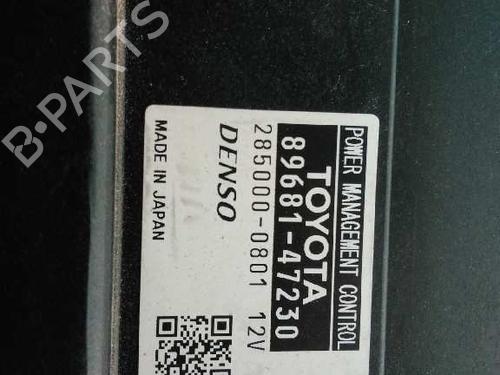 POWER MANAGEMENT CONTROL
TOYOTA
89681-47230
285000-0801 12V
DENSO
MADE IN JAPAN
B-PARTS